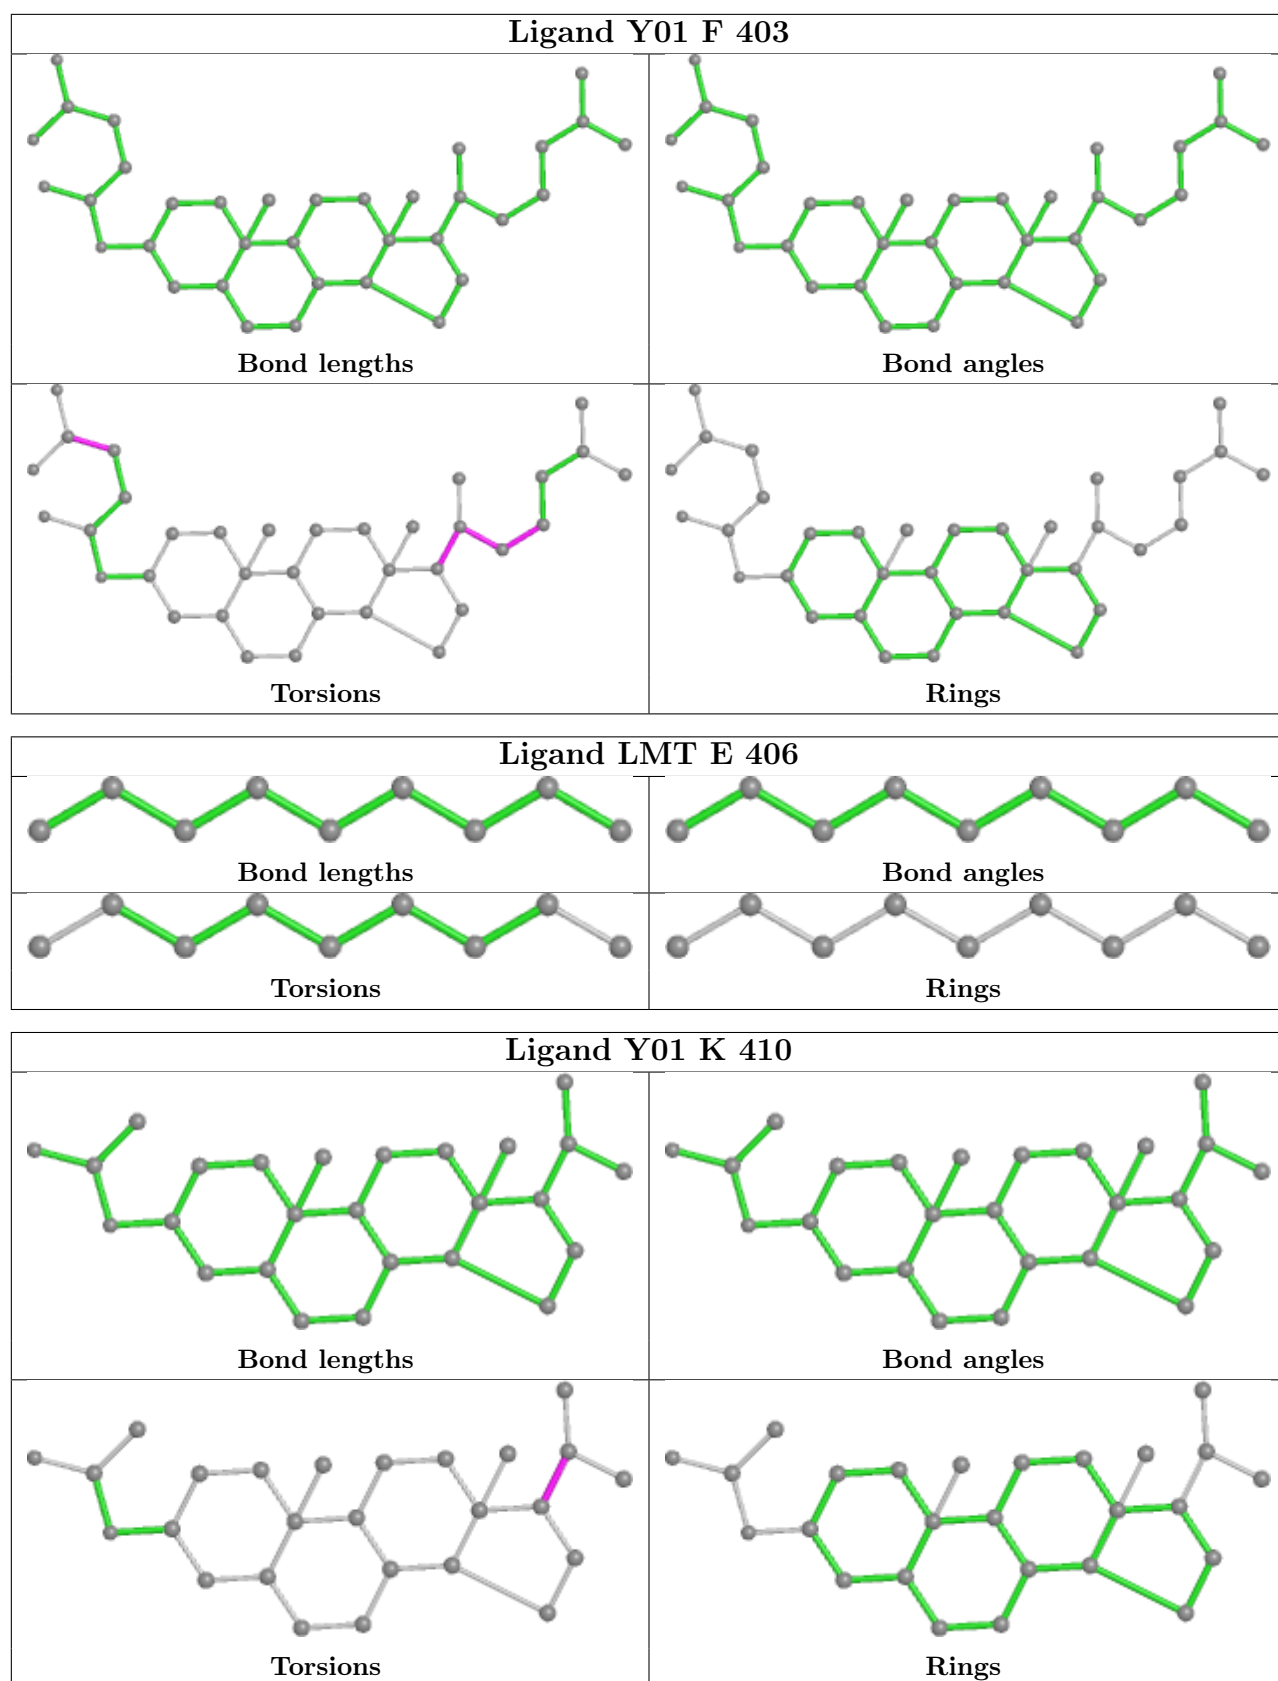 Ligand Y01 F 403
Bond lengths
Bond angles
Torsions
Rings
Ligand LMT E 406
Bond lengths
Bond angles
Torsions
Rings
Ligand Y01 K 410
Bond lengths
Bond angles
Torsions
Rings